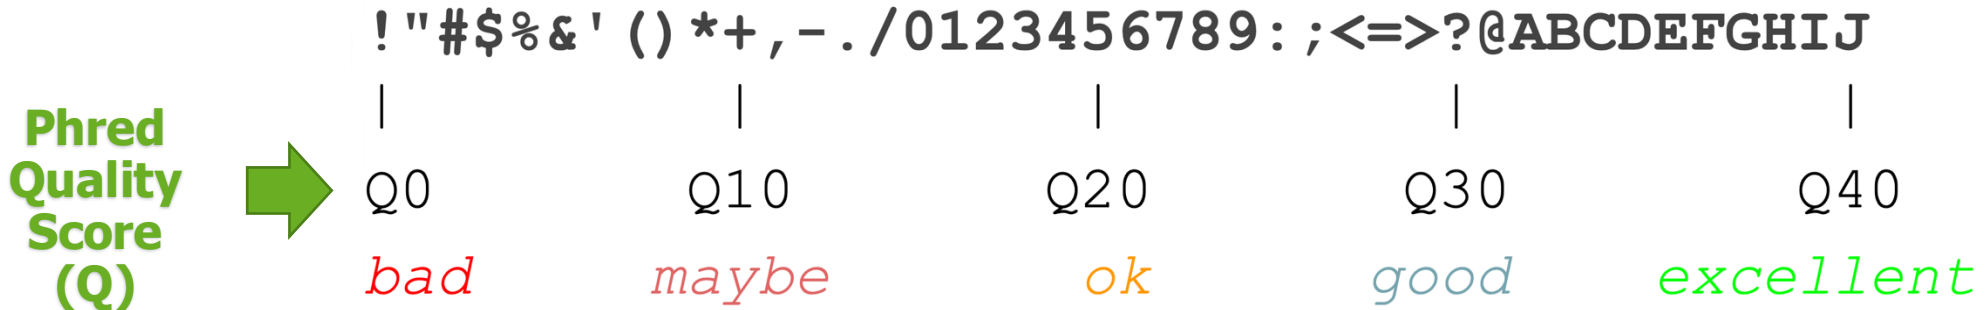 !"#$%&'()*+,-./0123456789:;<=>?@ABCDEFGHIJ
| | | | |
Phred
Quality
Score
(Q)
Q0 Q10 Q20 Q30 Q40
bad maybe ok good excellent